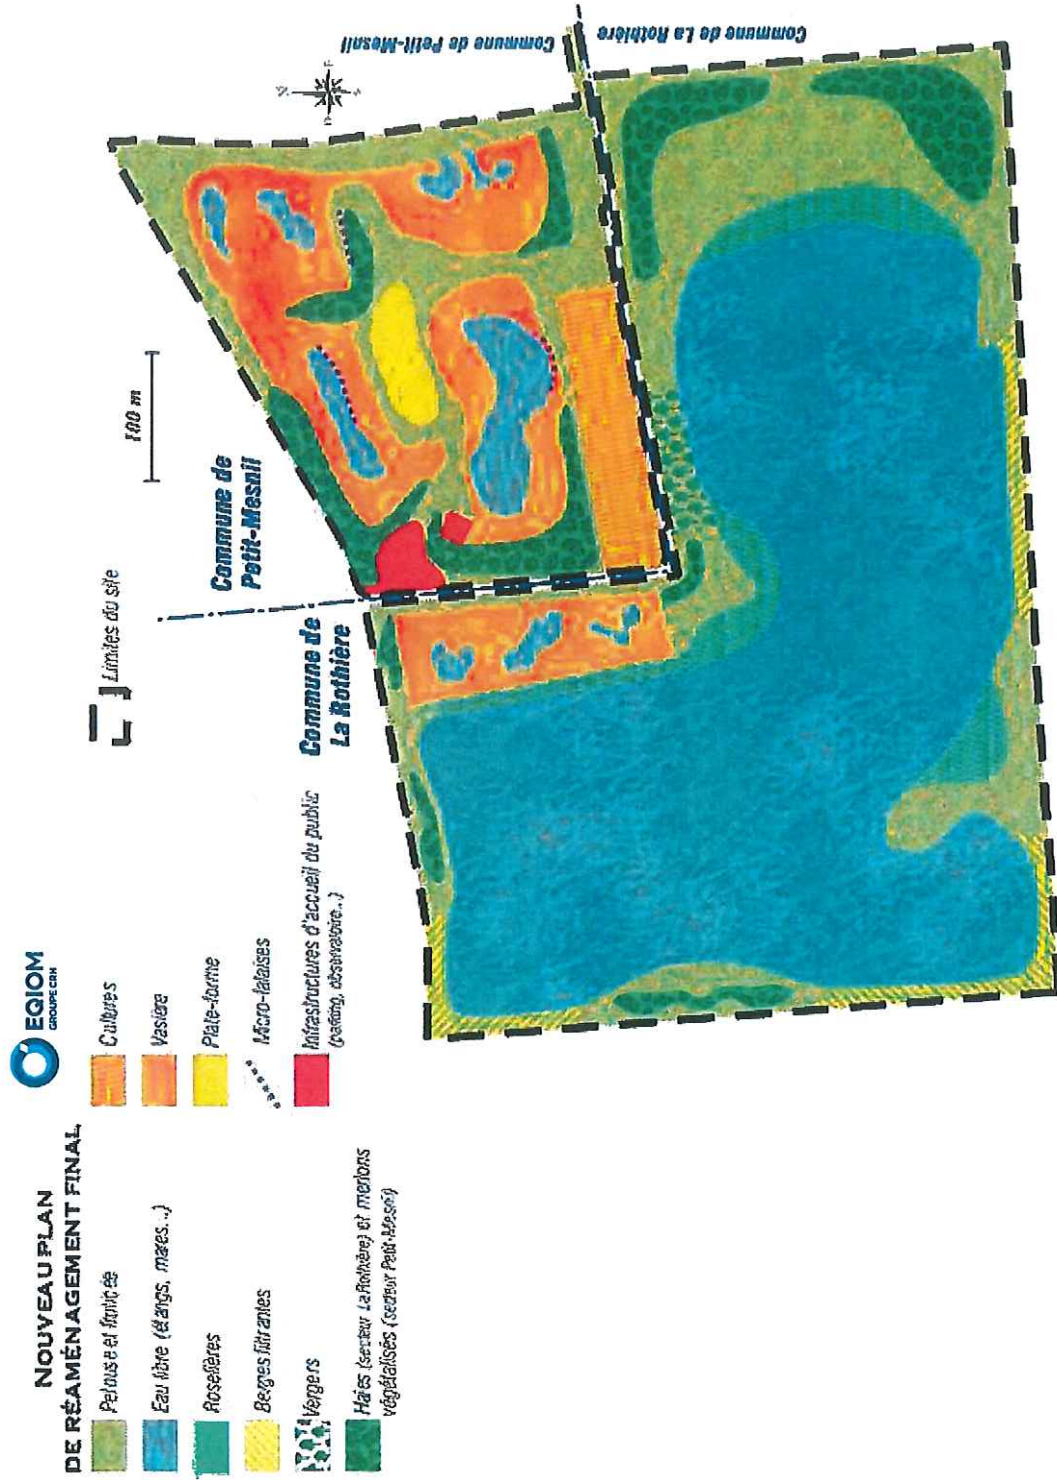 NOUVEAU PLAN
DE RÉAMÉNAGEMENT FINAL
EQIOM
GROUPE CRH
Pelouse et fruticée
Eau libre (étangs, mares...)
Roselières
Berges filtrantes
Vergers
Haies (secteur La Rothière) et merlons
végétalisés (secteur Petit-Mesnil)
Cultures
Vasière
Plate-forme
Micro-falaises
Infrastructures d'accueil du public
(parking, observatoire...)
Limites du site
100 m
Commune de
Petit-Mesnil
Commune de
La Rothière
N
E
S
O
Commune de Petit-Mesnil
Commune de La Rothière